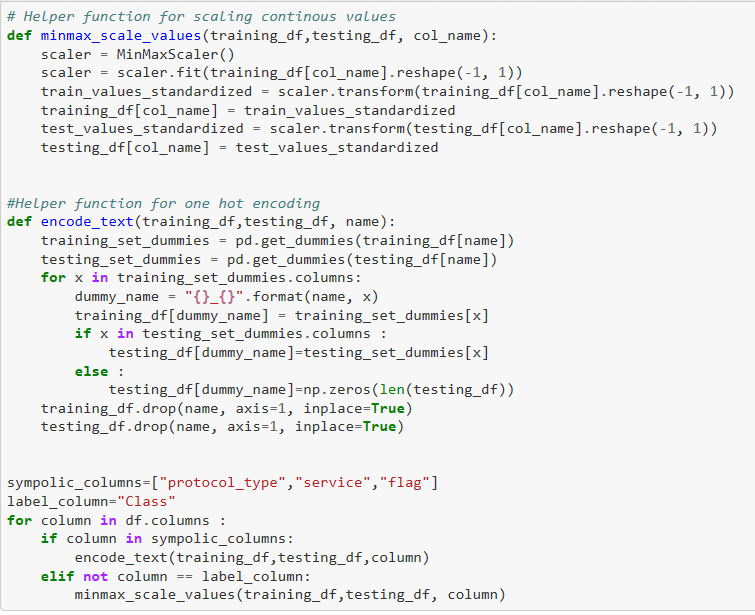 # Helper function for scaling continous values
def minmax_scale_values(training_df,testing_df, col_name):
    scaler = MinMaxScaler()
    scaler = scaler.fit(training_df[col_name].reshape(-1, 1))
    train_values_standardized = scaler.transform(training_df[col_name].reshape(-1, 1))
    training_df[col_name] = train_values_standardized
    test_values_standardized = scaler.transform(testing_df[col_name].reshape(-1, 1))
    testing_df[col_name] = test_values_standardized
#Helper function for one hot encoding
def encode_text(training_df,testing_df, name):
    training_set_dummies = pd.get_dummies(training_df[name])
    testing_set_dummies = pd.get_dummies(testing_df[name])
    for x in training_set_dummies.columns:
        dummy_name = "{}_{}".format(name, x)
        training_df[dummy_name] = training_set_dummies[x]
        if x in testing_set_dummies.columns :
            testing_df[dummy_name]=testing_set_dummies[x]
        else :
            testing_df[dummy_name]=np.zeros(len(testing_df))
    training_df.drop(name, axis=1, inplace=True)
    testing_df.drop(name, axis=1, inplace=True)
sympolic_columns=["protocol_type","service","flag"]
label_column="Class"
for column in df.columns :
    if column in sympolic_columns:
        encode_text(training_df,testing_df,column)
    elif not column == label_column:
        minmax_scale_values(training_df,testing_df, column)